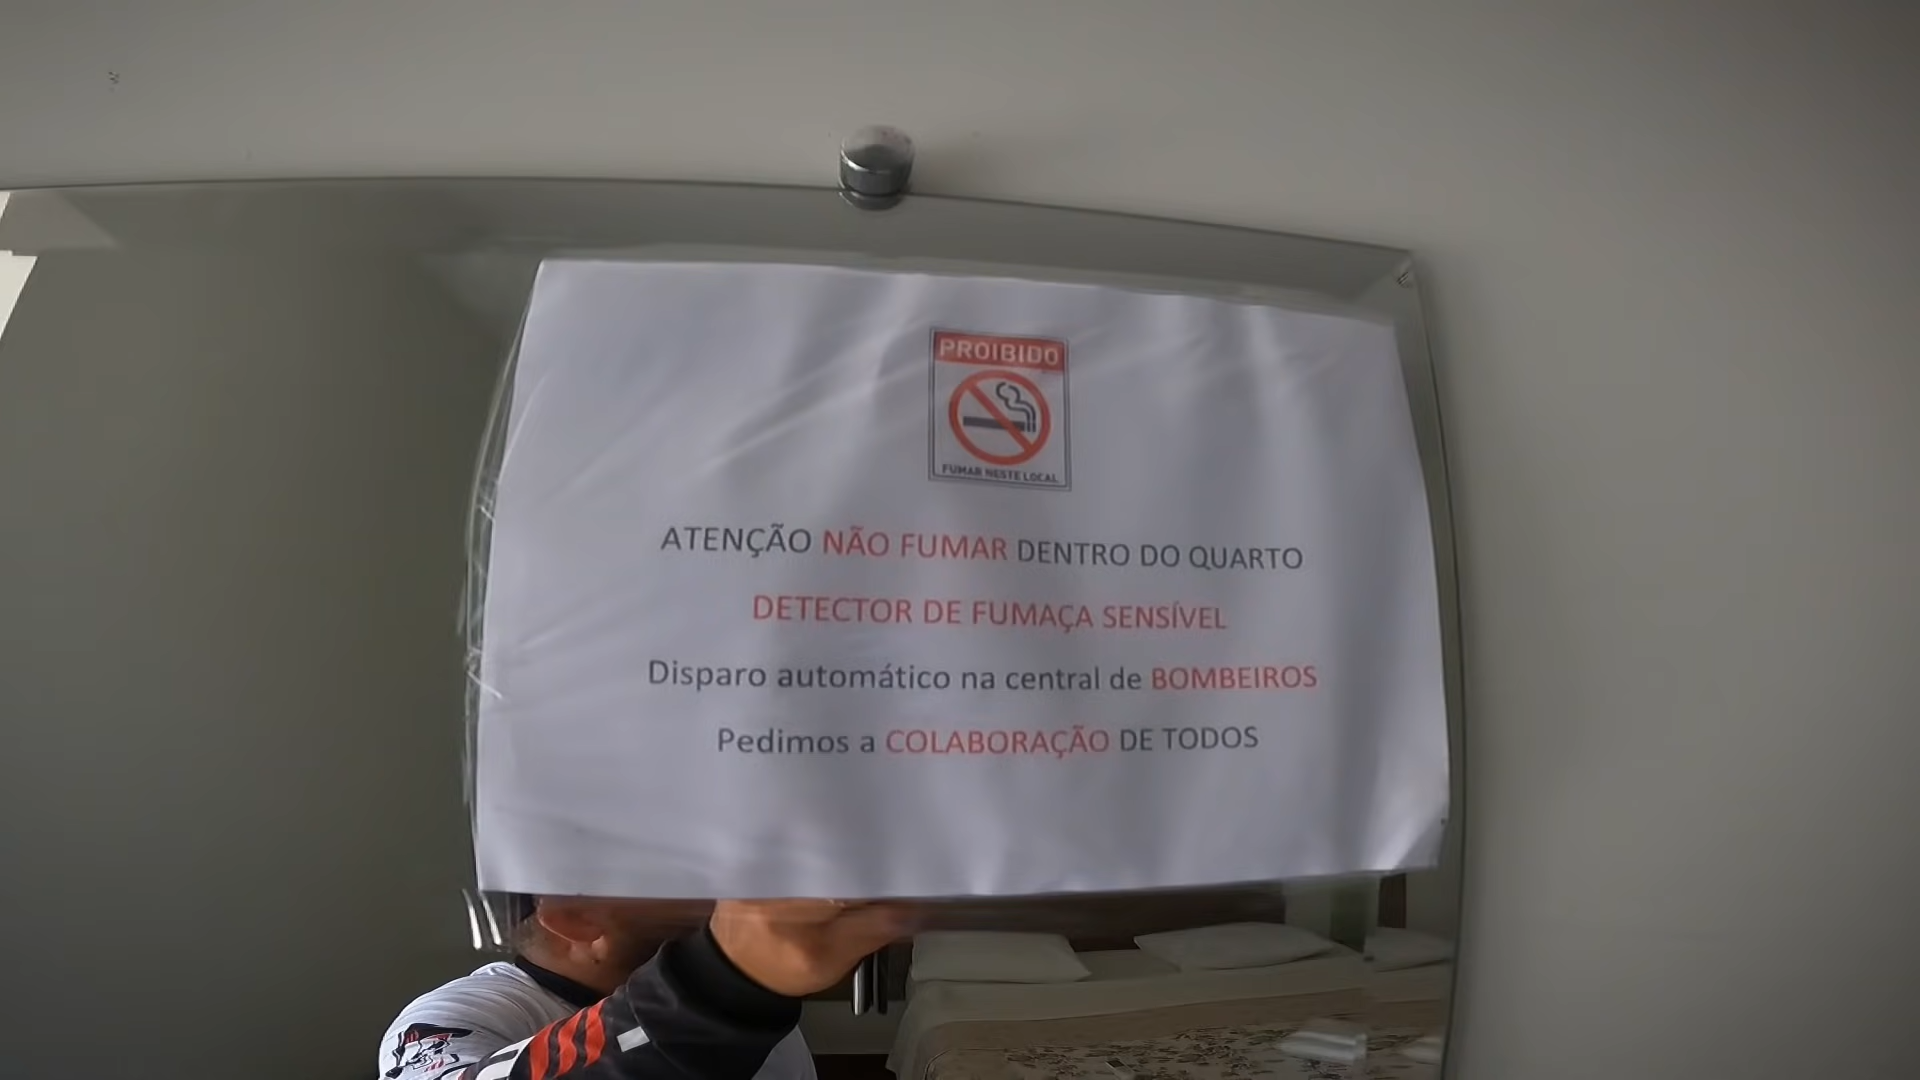 PROIBIDO
FUMAR NESTE LOCAL
ATENÇÃO NÃO FUMAR DENTRO DO QUARTO
DETECTOR DE FUMAÇA SENSÍVEL
Disparo automático na central de BOMBEIROS
Pedimos a COLABORAÇÃO DE TODOS